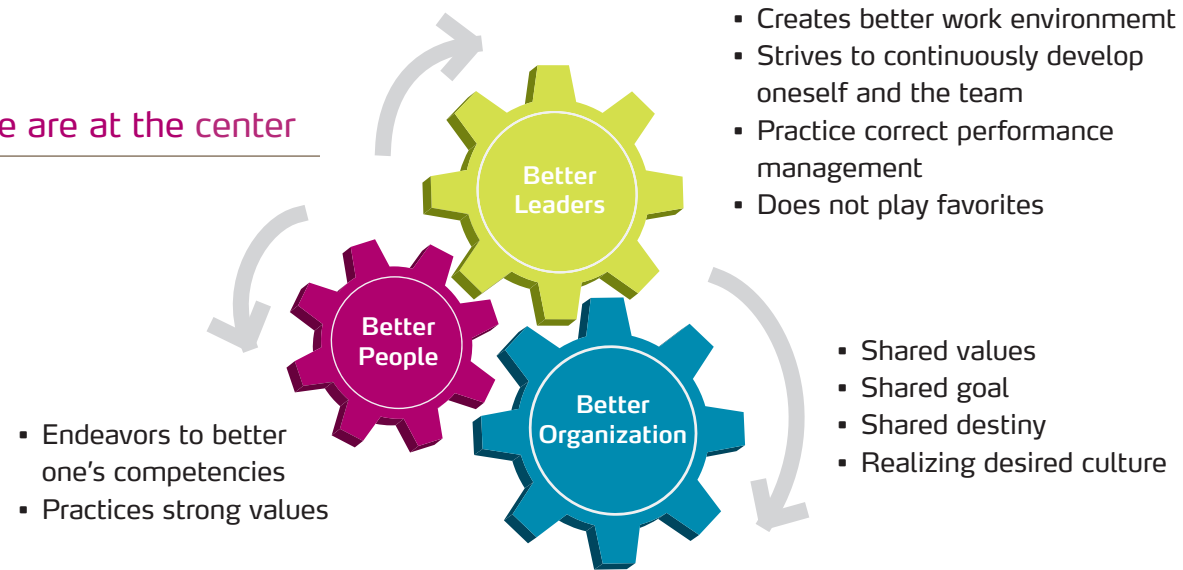 e are at the center
▪ Creates better work environmemt
▪ Strives to continuously develop
oneself and the team
▪ Practice correct performance
management
▪ Does not play favorites
Better
Leaders
Better
People
▪ Endeavors to better
one’s competencies
▪ Practices strong values
Better
Organization
▪ Shared values
▪ Shared goal
▪ Shared destiny
▪ Realizing desired culture